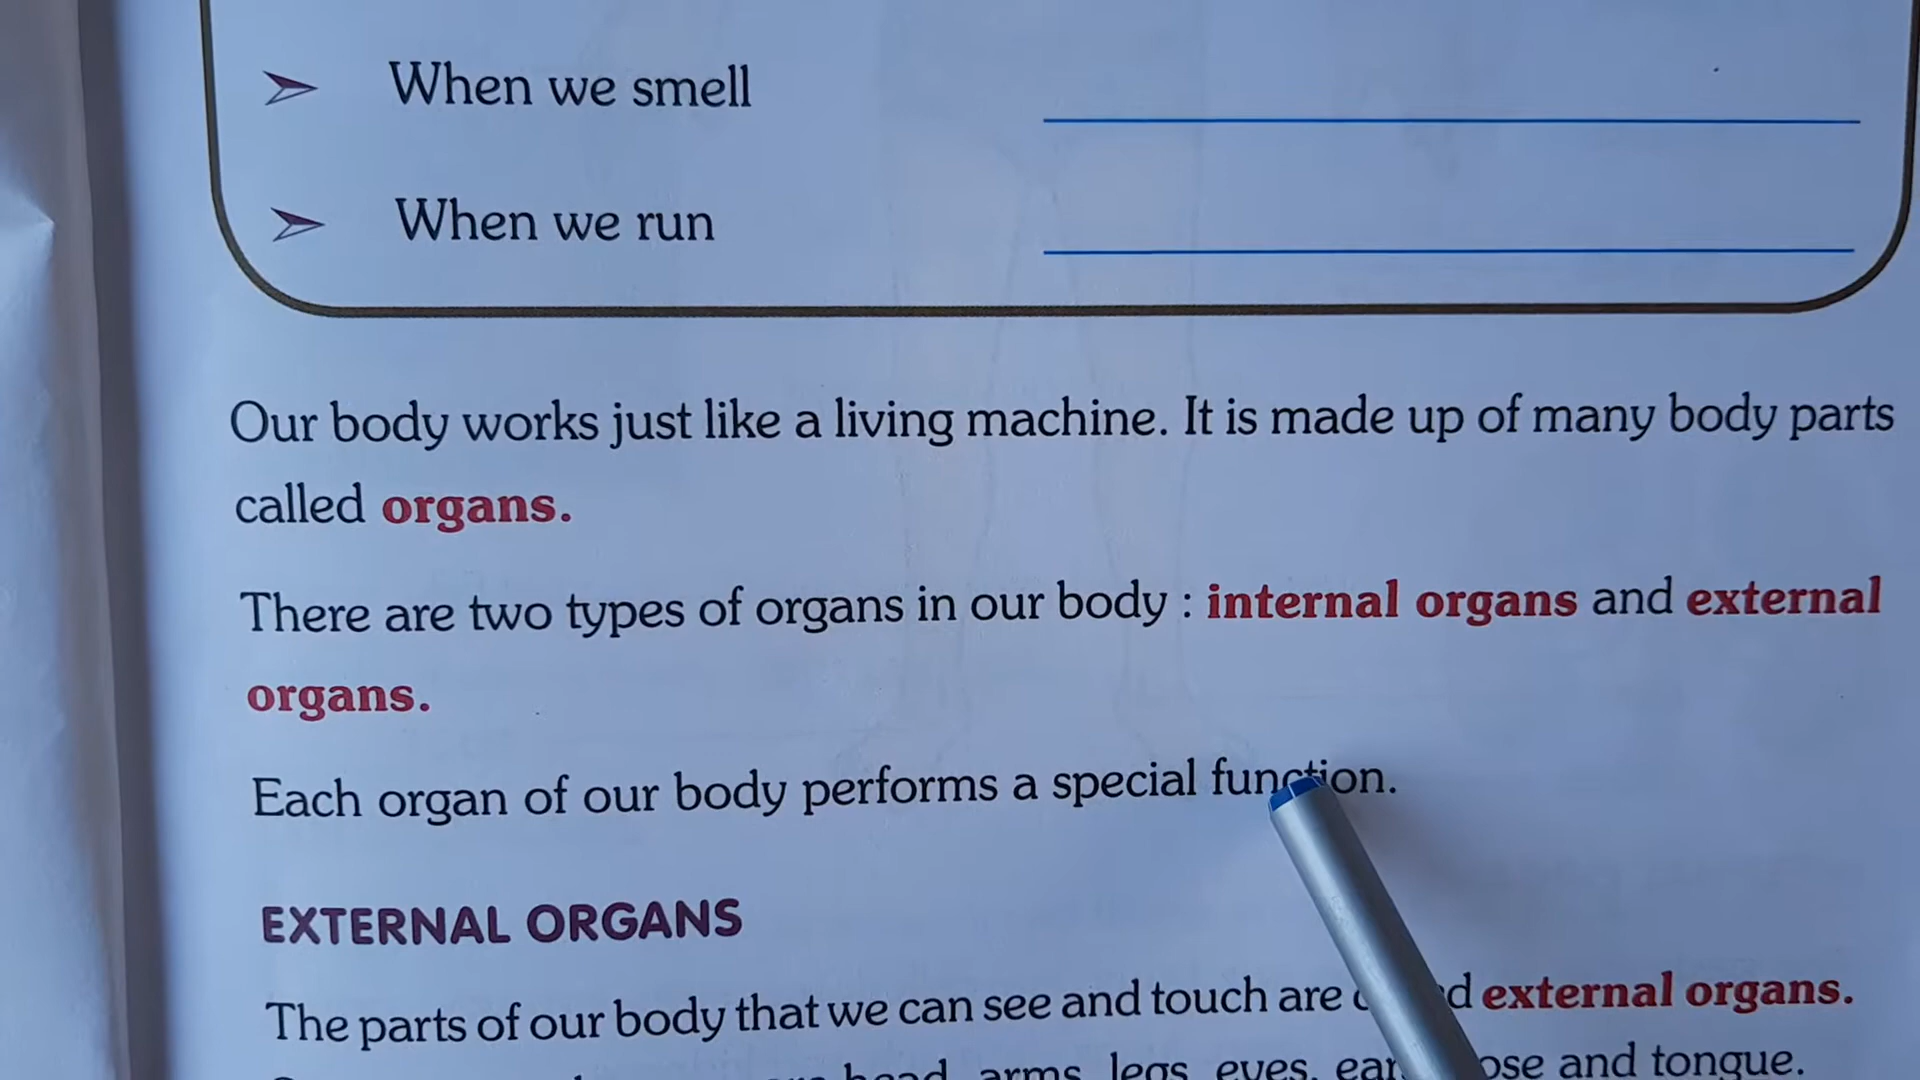 When we smell
When we run
Our body works just like a living machine. It is made up of many body parts
called organs.
There are two types of organs in our body : internal organs and external
organs.
Each organ of our body performs a special function.
EXTERNAL ORGANS
The parts of our body that we can see and touch are external organs.
head, arms, legs, eyes, and tongue.